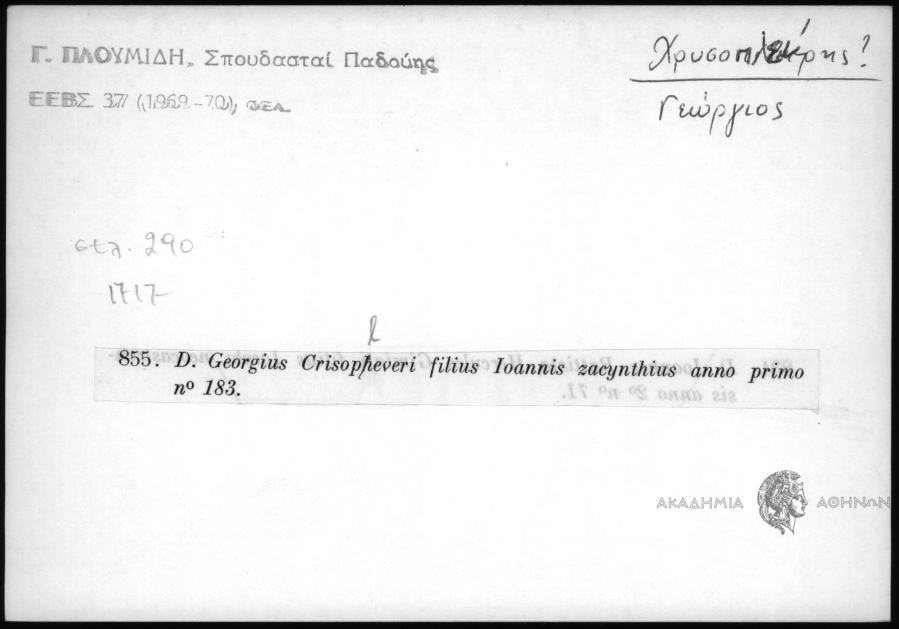 Γ. ΠΛΟΥΜΙΔΗ, Σπουδασταί Παδούης
ΕΕΒΣ 37 (1969-70), σελ.
Γεώργιος
σελ. 290
1717
l
855. D. Georgius Crisopheveri filius Ioannis zacynthius anno primo
nº 183.
ΑΚΑΔΗΜΙΑ ΑΘΗΝΩΝ